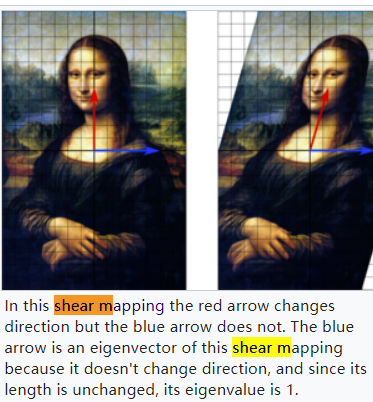 In this shear mapping the red arrow changes
direction but the blue arrow does not. The blue
arrow is an eigenvector of this shear mapping
because it doesn't change direction, and since its
length is unchanged, its eigenvalue is 1.